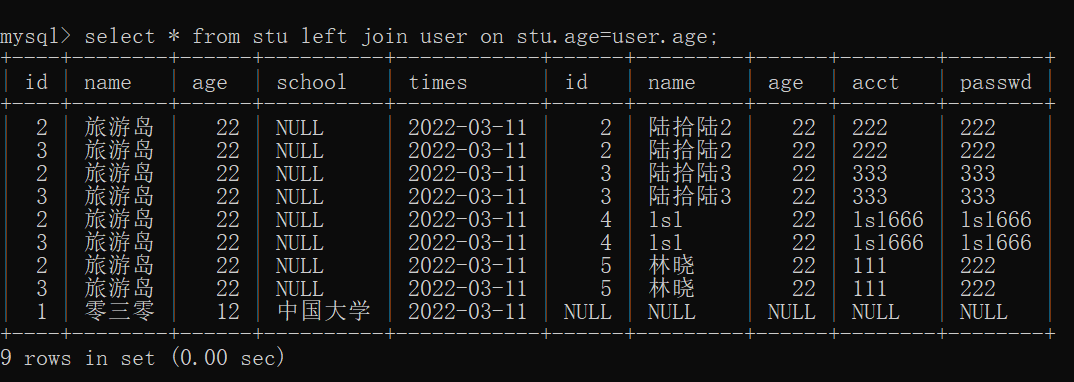 mysql> select * from stu left join user on stu.age=user.age;
+----+--------+-----+----------+------------+------+---------+------+--------+--------+
| id | name | age | school | times | id | name | age | acct | passwd |
+----+--------+-----+----------+------------+------+---------+------+--------+--------+
| 2 | 旅游岛 | 22 | NULL | 2022-03-11 | 2 | 陆拾陆2 | 22 | 222 | 222 |
| 3 | 旅游岛 | 22 | NULL | 2022-03-11 | 2 | 陆拾陆2 | 22 | 222 | 222 |
| 2 | 旅游岛 | 22 | NULL | 2022-03-11 | 3 | 陆拾陆3 | 22 | 333 | 333 |
| 3 | 旅游岛 | 22 | NULL | 2022-03-11 | 3 | 陆拾陆3 | 22 | 333 | 333 |
| 2 | 旅游岛 | 22 | NULL | 2022-03-11 | 4 | lsl | 22 | lsl666 | lsl666 |
| 3 | 旅游岛 | 22 | NULL | 2022-03-11 | 4 | lsl | 22 | lsl666 | lsl666 |
| 2 | 旅游岛 | 22 | NULL | 2022-03-11 | 5 | 林晓 | 22 | 111 | 222 |
| 3 | 旅游岛 | 22 | NULL | 2022-03-11 | 5 | 林晓 | 22 | 111 | 222 |
| 1 | 零三零 | 12 | 中国大学 | 2022-03-11 | NULL | NULL | NULL | NULL | NULL |
+----+--------+-----+----------+------------+------+---------+------+--------+--------+
9 rows in set (0.00 sec)